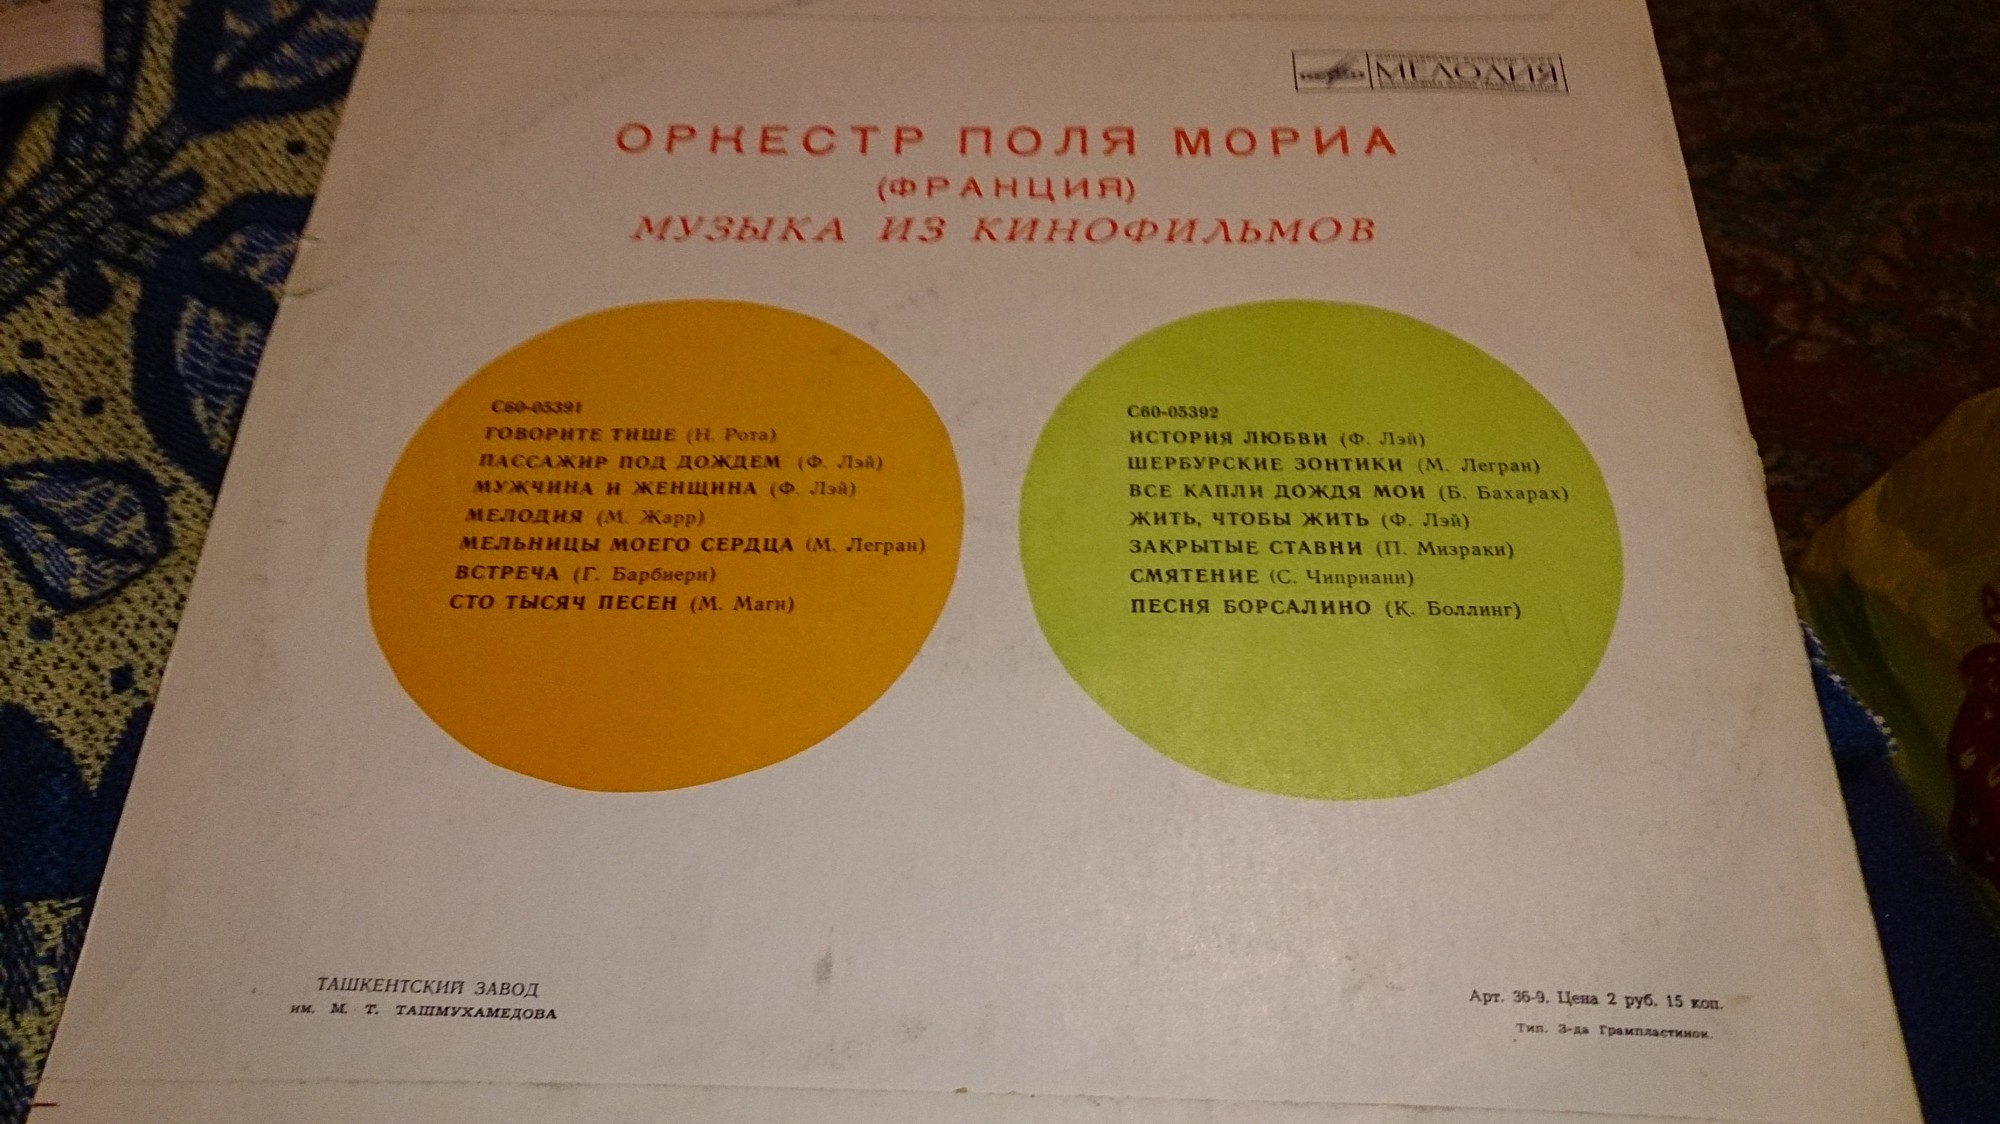 МЕЛОДИЯ
ОРКЕСТР ПОЛЯ МОРИА
(ФРАНЦИЯ)
МУЗЫКА ИЗ КИНОФИЛЬМОВ
С60-05391
ГОВОРИТЕ ТИШЕ (Н. Рота)
ПАССАЖИР ПОД ДОЖДЕМ (Ф. Лэй)
МУЖЧИНА И ЖЕНЩИНА (Ф. Лэй)
МЕЛОДИЯ (М. Жарр)
МЕЛЬНИЦЫ МОЕГО СЕРДЦА (М. Легран)
ВСТРЕЧА (Г. Барбиери)
СТО ТЫСЯЧ ПЕСЕН (М. Маги)
С60-05392
ИСТОРИЯ ЛЮБВИ (Ф. Лэй)
ШЕРБУРСКИЕ ЗОНТИКИ (М. Легран)
ВСЕ КАПЛИ ДОЖДЯ МОИ (Б. Бахарах)
ЖИТЬ, ЧТОБЫ ЖИТЬ (Ф. Лэй)
ЗАКРЫТЫЕ СТАВНИ (П. Мизраки)
СМЯТЕНИЕ (С. Чиприани)
ПЕСНЯ БОРСАЛИНО (К. Боллинг)
ТАШКЕНТСКИЙ ЗАВОД
им. М. Т. ТАШМУХАМЕДОВА
Арт. 36-9. Цена 2 руб. 15 коп.
Тип. З-да Грампластинок.